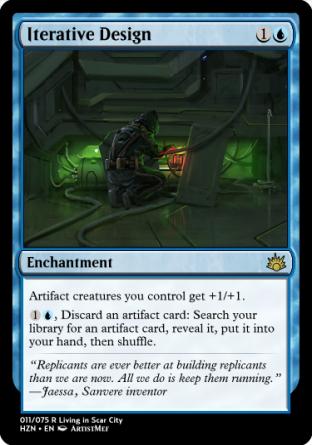 Iterative Design 1
Enchantment
Artifact creatures you control get +1/+1.
1, Discard an artifact card: Search your
library for an artifact card, reveal it, put it into
your hand, then shuffle.
“Replicants are ever better at building replicants
than we are now. All we do is keep them running.”
—Jaessa, Sanvere inventor
011/075 R Living in Scar City
HZN • EN ArtistMef